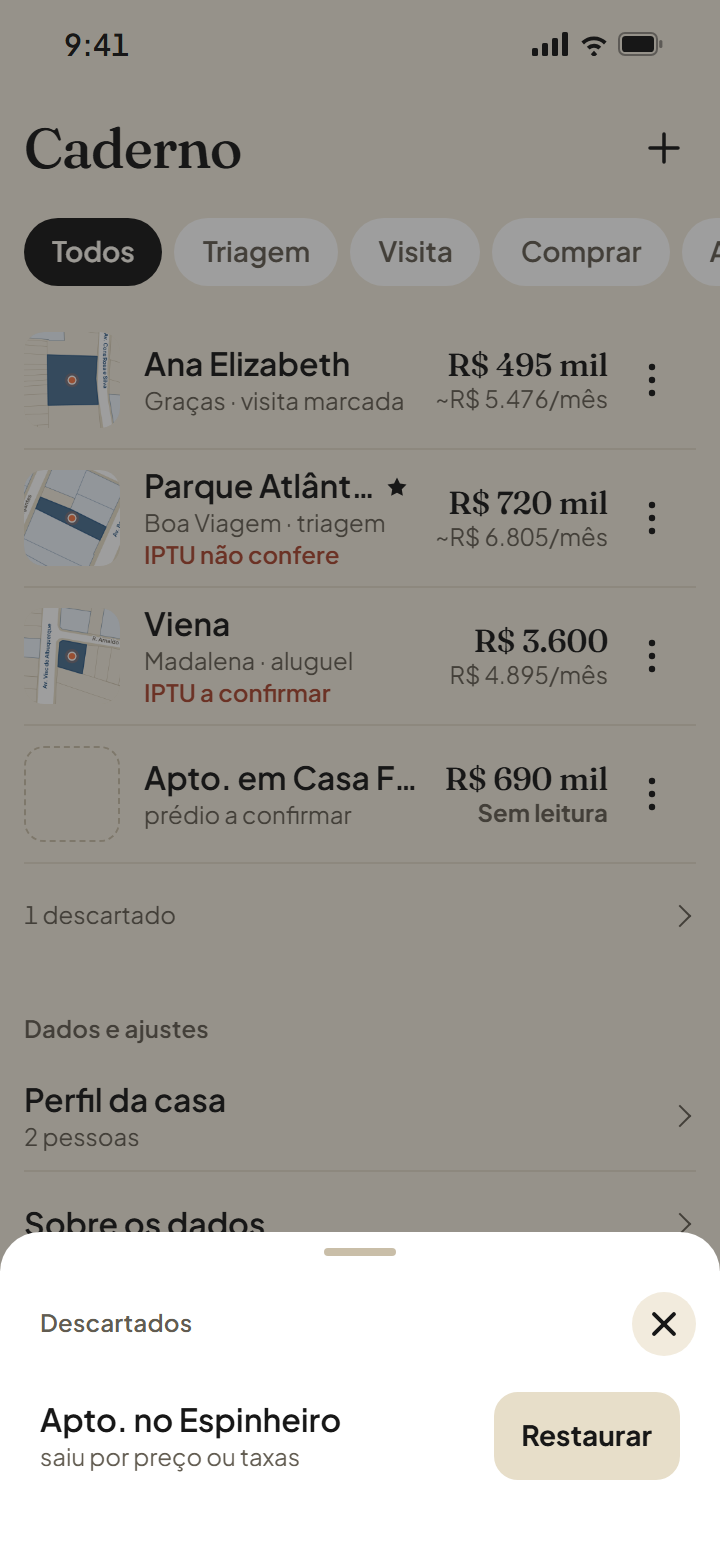 9:41
Caderno
Todos
Triagem
Visita
Comprar
Ana Elizabeth
Graças · visita marcada
R$ 495 mil
~R$ 5.476/mês
Parque Atlânt… ★
Boa Viagem · triagem
IPTU não confere
R$ 720 mil
~R$ 6.805/mês
Viena
Madalena · aluguel
IPTU a confirmar
R$ 3.600
R$ 4.895/mês
Apto. em Casa F…
prédio a confirmar
R$ 690 mil
Sem leitura
1 descartado
Dados e ajustes
Perfil da casa
2 pessoas
Sobre os dados
Descartados
Apto. no Espinheiro
saiu por preço ou taxas
Restaurar